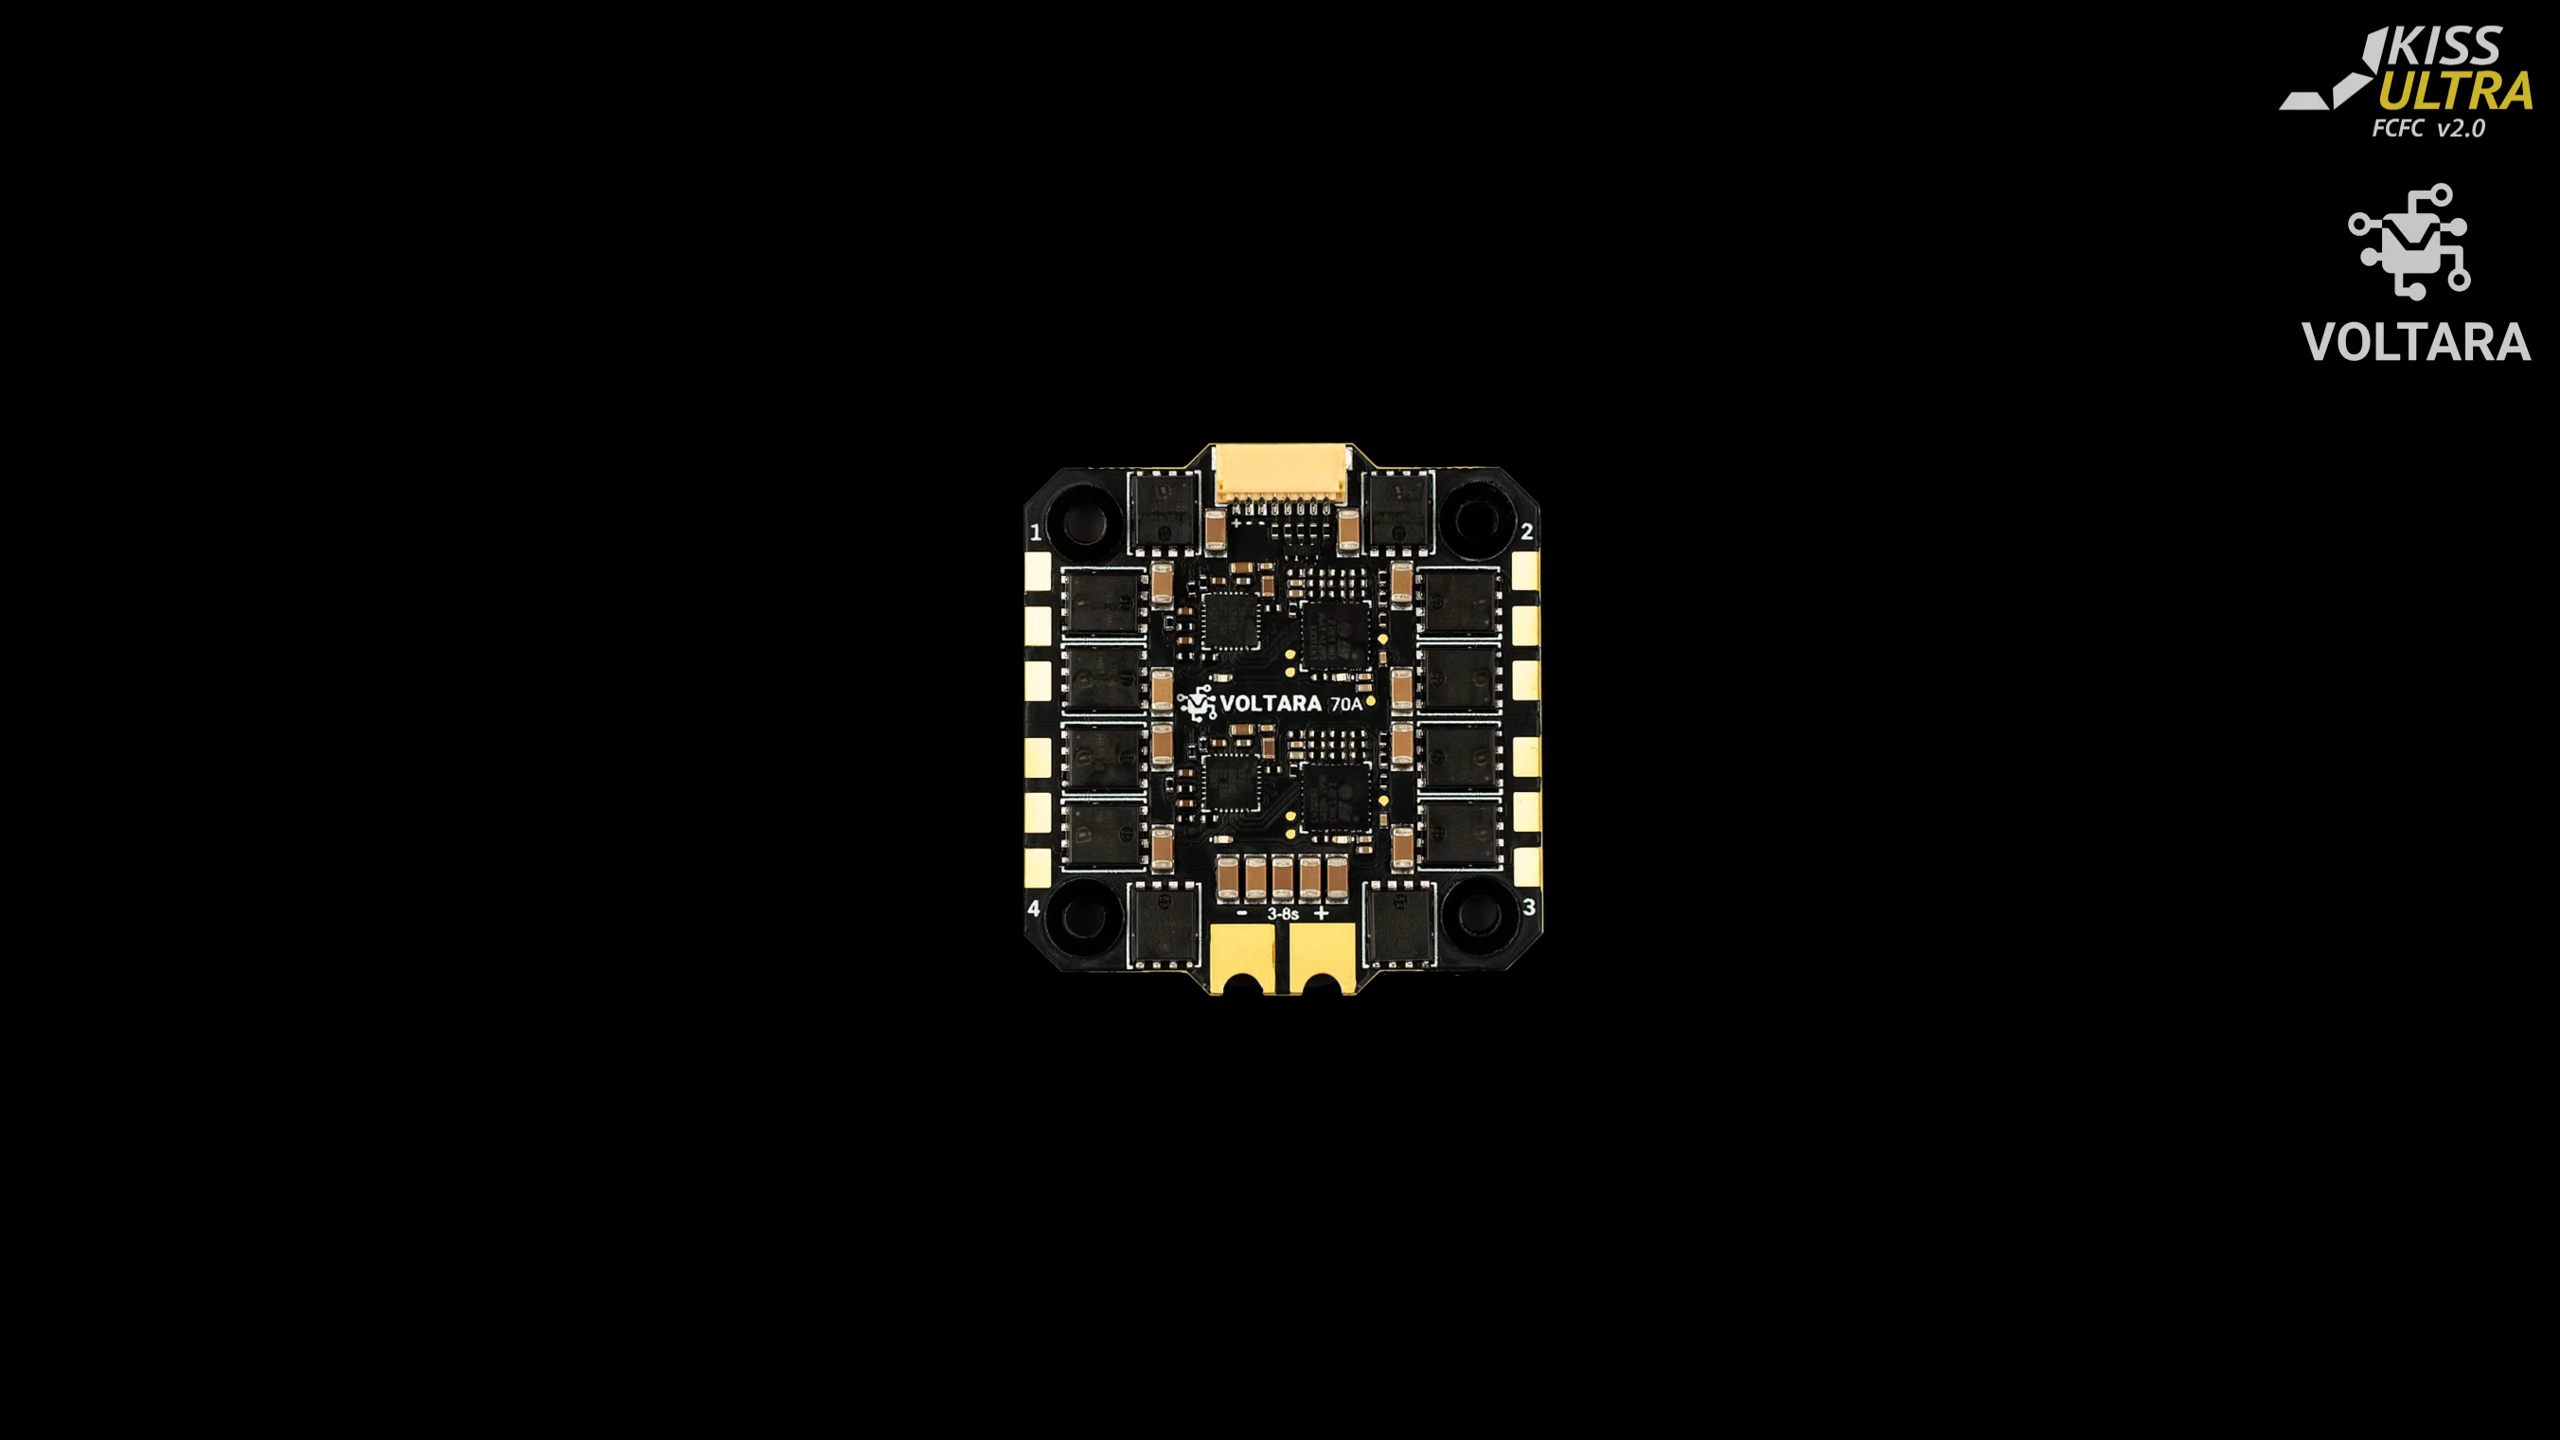 KISS
ULTRA
FCFC v2.0
VOLTARA
1
2
+--
VOLTARA 70A
4
3
- 3-8s +